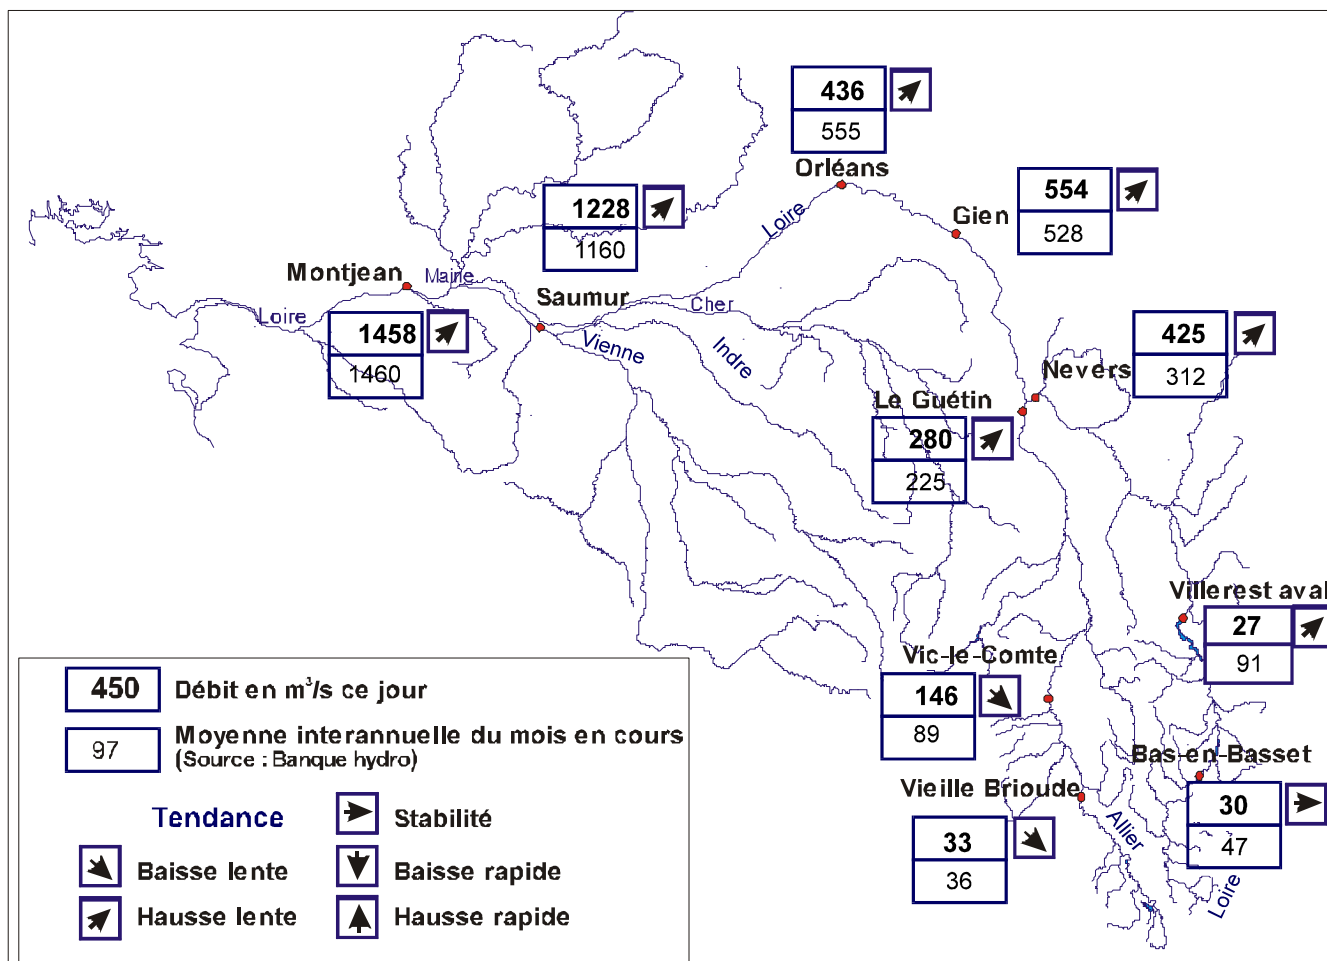 436
555
Orléans
554
528
Gien
1228
1160
Loire
Montjean
Maine
Saumur
Cher
Loire
1458
1460
Vienne
Indre
425
312
Nevers
Le Guétin
280
225
Villerest aval
27
91
Vic-le-Comte
146
89
Bas-en-Basset
30
47
Vieille Brioude
33
36
Allier
Loire
450
Débit en m³/s ce jour
97
Moyenne interannuelle du mois en cours
(Source : Banque hydro)
Tendance
Stabilité
Baisse lente
Baisse rapide
Hausse lente
Hausse rapide